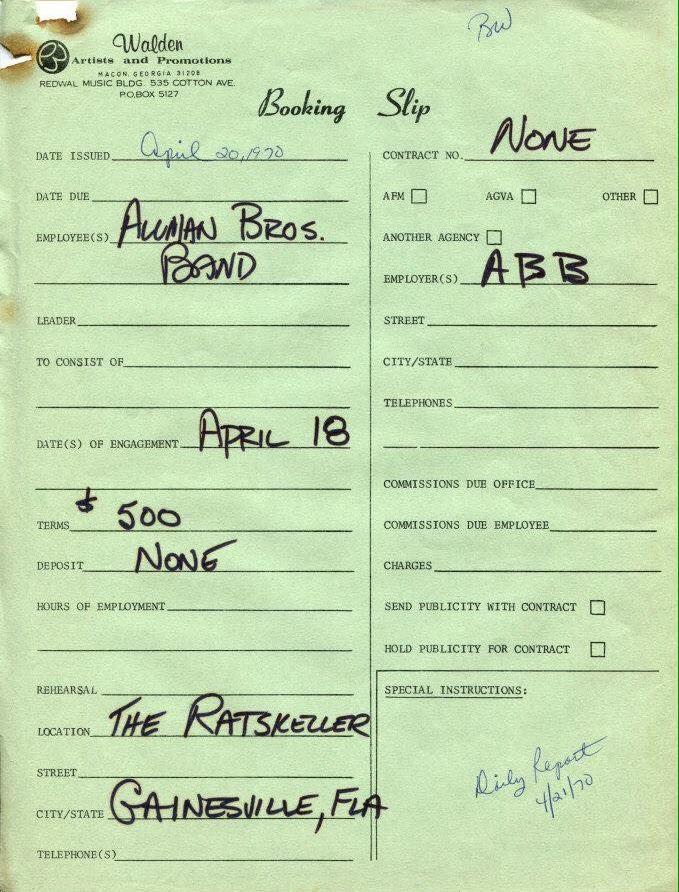 BW
Walden
Artists and Promotions
MACON, GEORGIA 31208
REDWAL MUSIC BLDG. 535 COTTON AVE.
P.O.BOX 5127
Booking Slip
DATE ISSUED April 20, 1970
DATE DUE
EMPLOYEE(S) ALLMAN BROS.
BAND
LEADER
TO CONSIST OF
DATE(S) OF ENGAGEMENT APRIL 18
TERMS $ 500
DEPOSIT NONE
HOURS OF EMPLOYMENT
REHEARSAL
LOCATION THE RATSKELLER
STREET
CITY/STATE GAINESVILLE, FLA
TELEPHONE(S)
CONTRACT NO. NONE
AFM AGVA OTHER
ANOTHER AGENCY
EMPLOYER(S) ABB
STREET
CITY/STATE
TELEPHONES
COMMISSIONS DUE OFFICE
COMMISSIONS DUE EMPLOYEE
CHARGES
SEND PUBLICITY WITH CONTRACT
HOLD PUBLICITY FOR CONTRACT
SPECIAL INSTRUCTIONS:
Daily Report
4/21/70